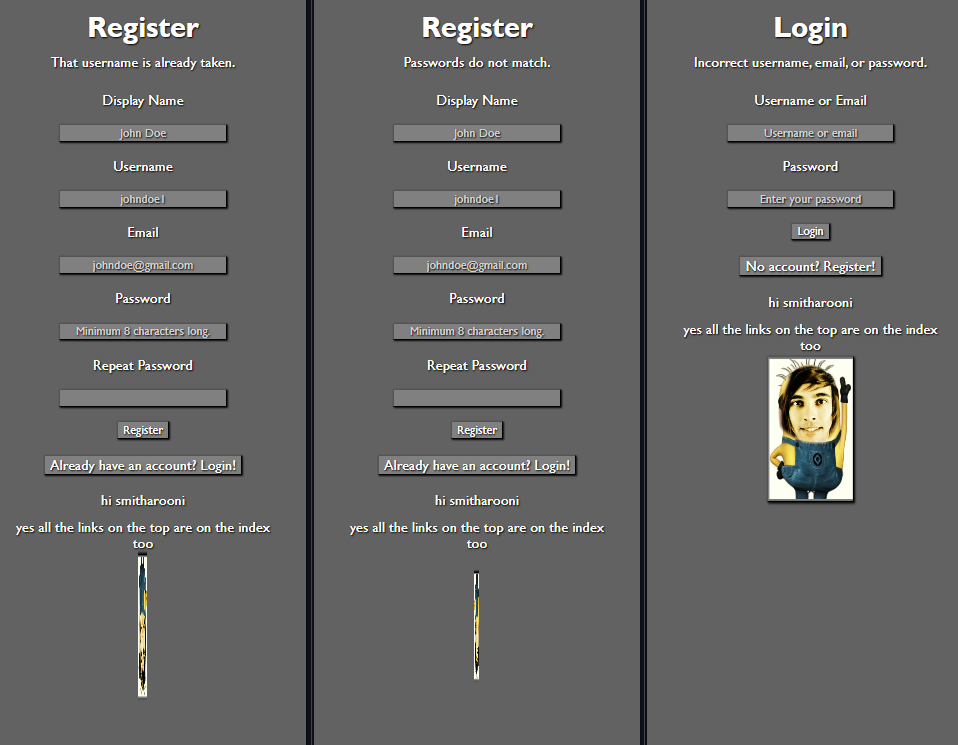 Register
That username is already taken.
Display Name
John Doe
Username
johndoe1
Email
johndoe@gmail.com
Password
Minimum 8 characters long.
Repeat Password
Register
Already have an account? Login!
hi smitharooni
yes all the links on the top are on the index
too
Register
Passwords do not match.
Display Name
John Doe
Username
johndoe1
Email
johndoe@gmail.com
Password
Minimum 8 characters long.
Repeat Password
Register
Already have an account? Login!
hi smitharooni
yes all the links on the top are on the index
too
Login
Incorrect username, email, or password.
Username or Email
Username or email
Password
Enter your password
Login
No account? Register!
hi smitharooni
yes all the links on the top are on the index
too